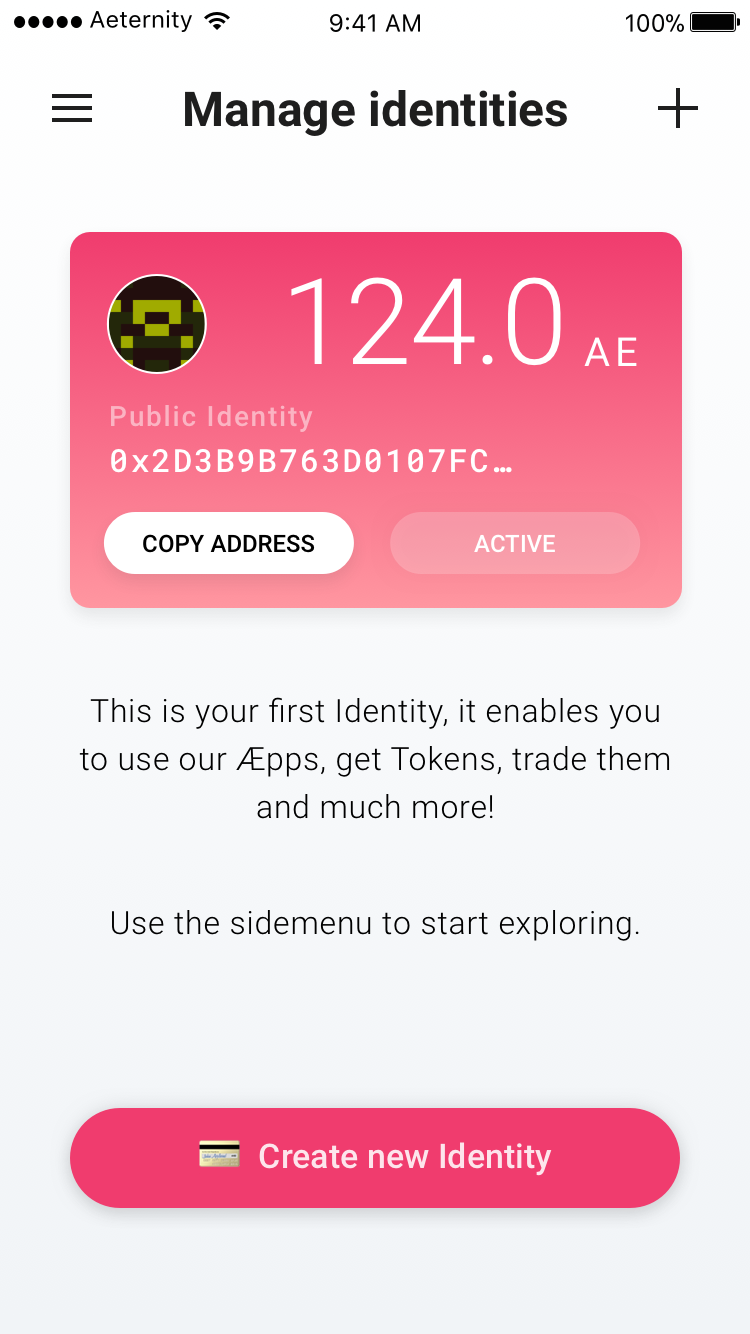 Aeternity 9:41 AM 100%
Manage identities
124.0 AE
Public Identity
0x2D3B9B763D0107FC…
COPY ADDRESS ACTIVE
This is your first Identity, it enables you
to use our Æpps, get Tokens, trade them
and much more!
Use the sidemenu to start exploring.
Create new Identity